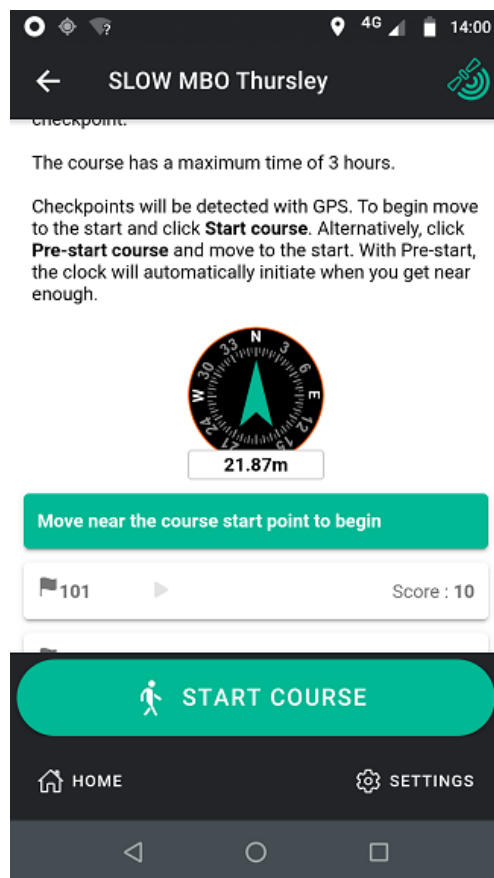 4G 14:00
SLOW MBO Thursley
checkpoint.
The course has a maximum time of 3 hours.
Checkpoints will be detected with GPS. To begin move
to the start and click Start course. Alternatively, click
Pre-start course and move to the start. With Pre-start,
the clock will automatically initiate when you get near
enough.
N 3 6 E 12 15 21 24 W 30 33
21.87m
Move near the course start point to begin
101 Score : 10
START COURSE
HOME SETTINGS